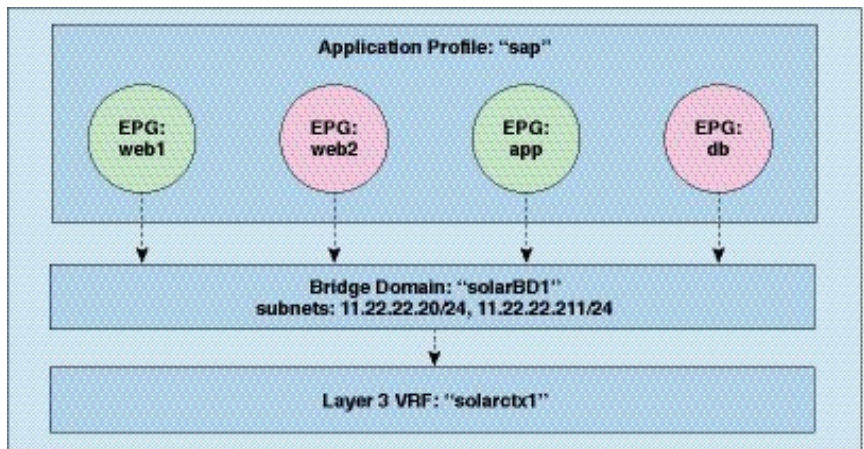 Application Profile: “sap”
EPG:
web1
EPG:
web2
EPG:
app
EPG:
db
Bridge Domain: “solarBD1”
subnets: 11.22.22.20/24, 11.22.22.211/24
Layer 3 VRF: “solarctx1”